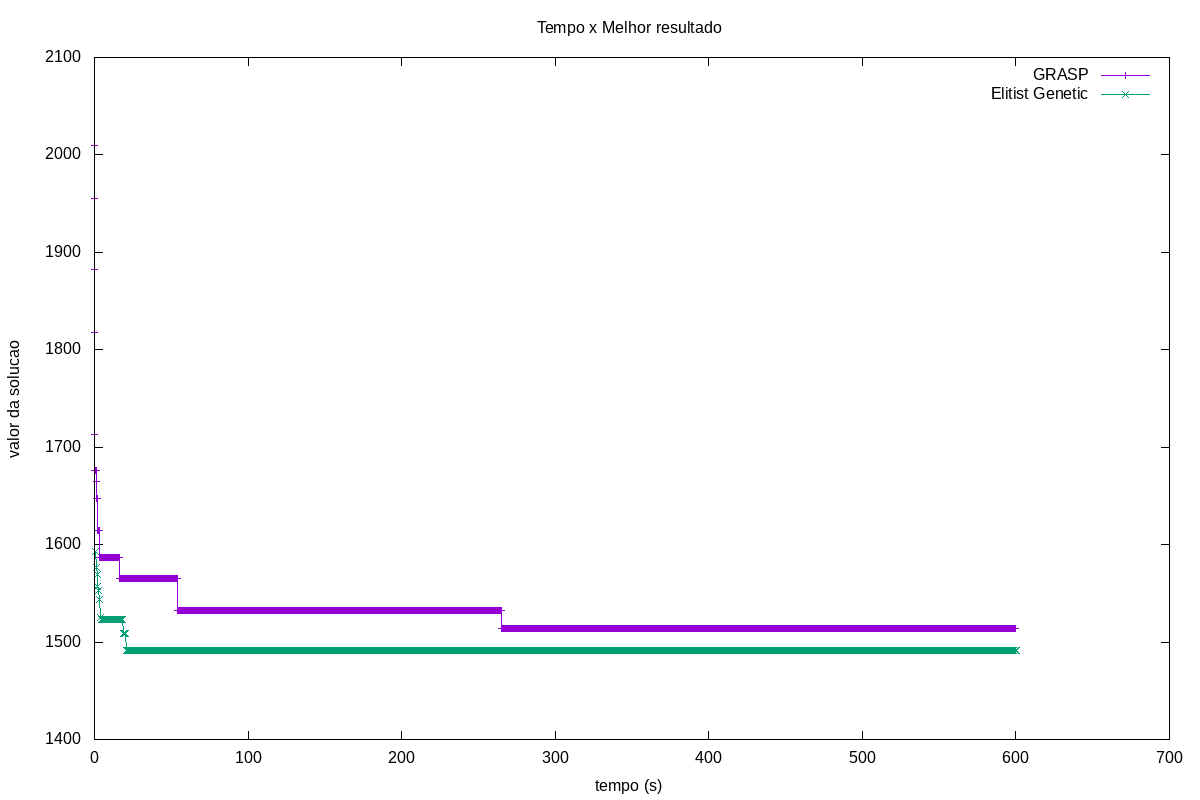 Tempo x Melhor resultado
GRASP
Elitist Genetic
2100
2000
1900
1800
1700
1600
1500
1400
valor da solucao
0 100 200 300 400 500 600 700
tempo (s)